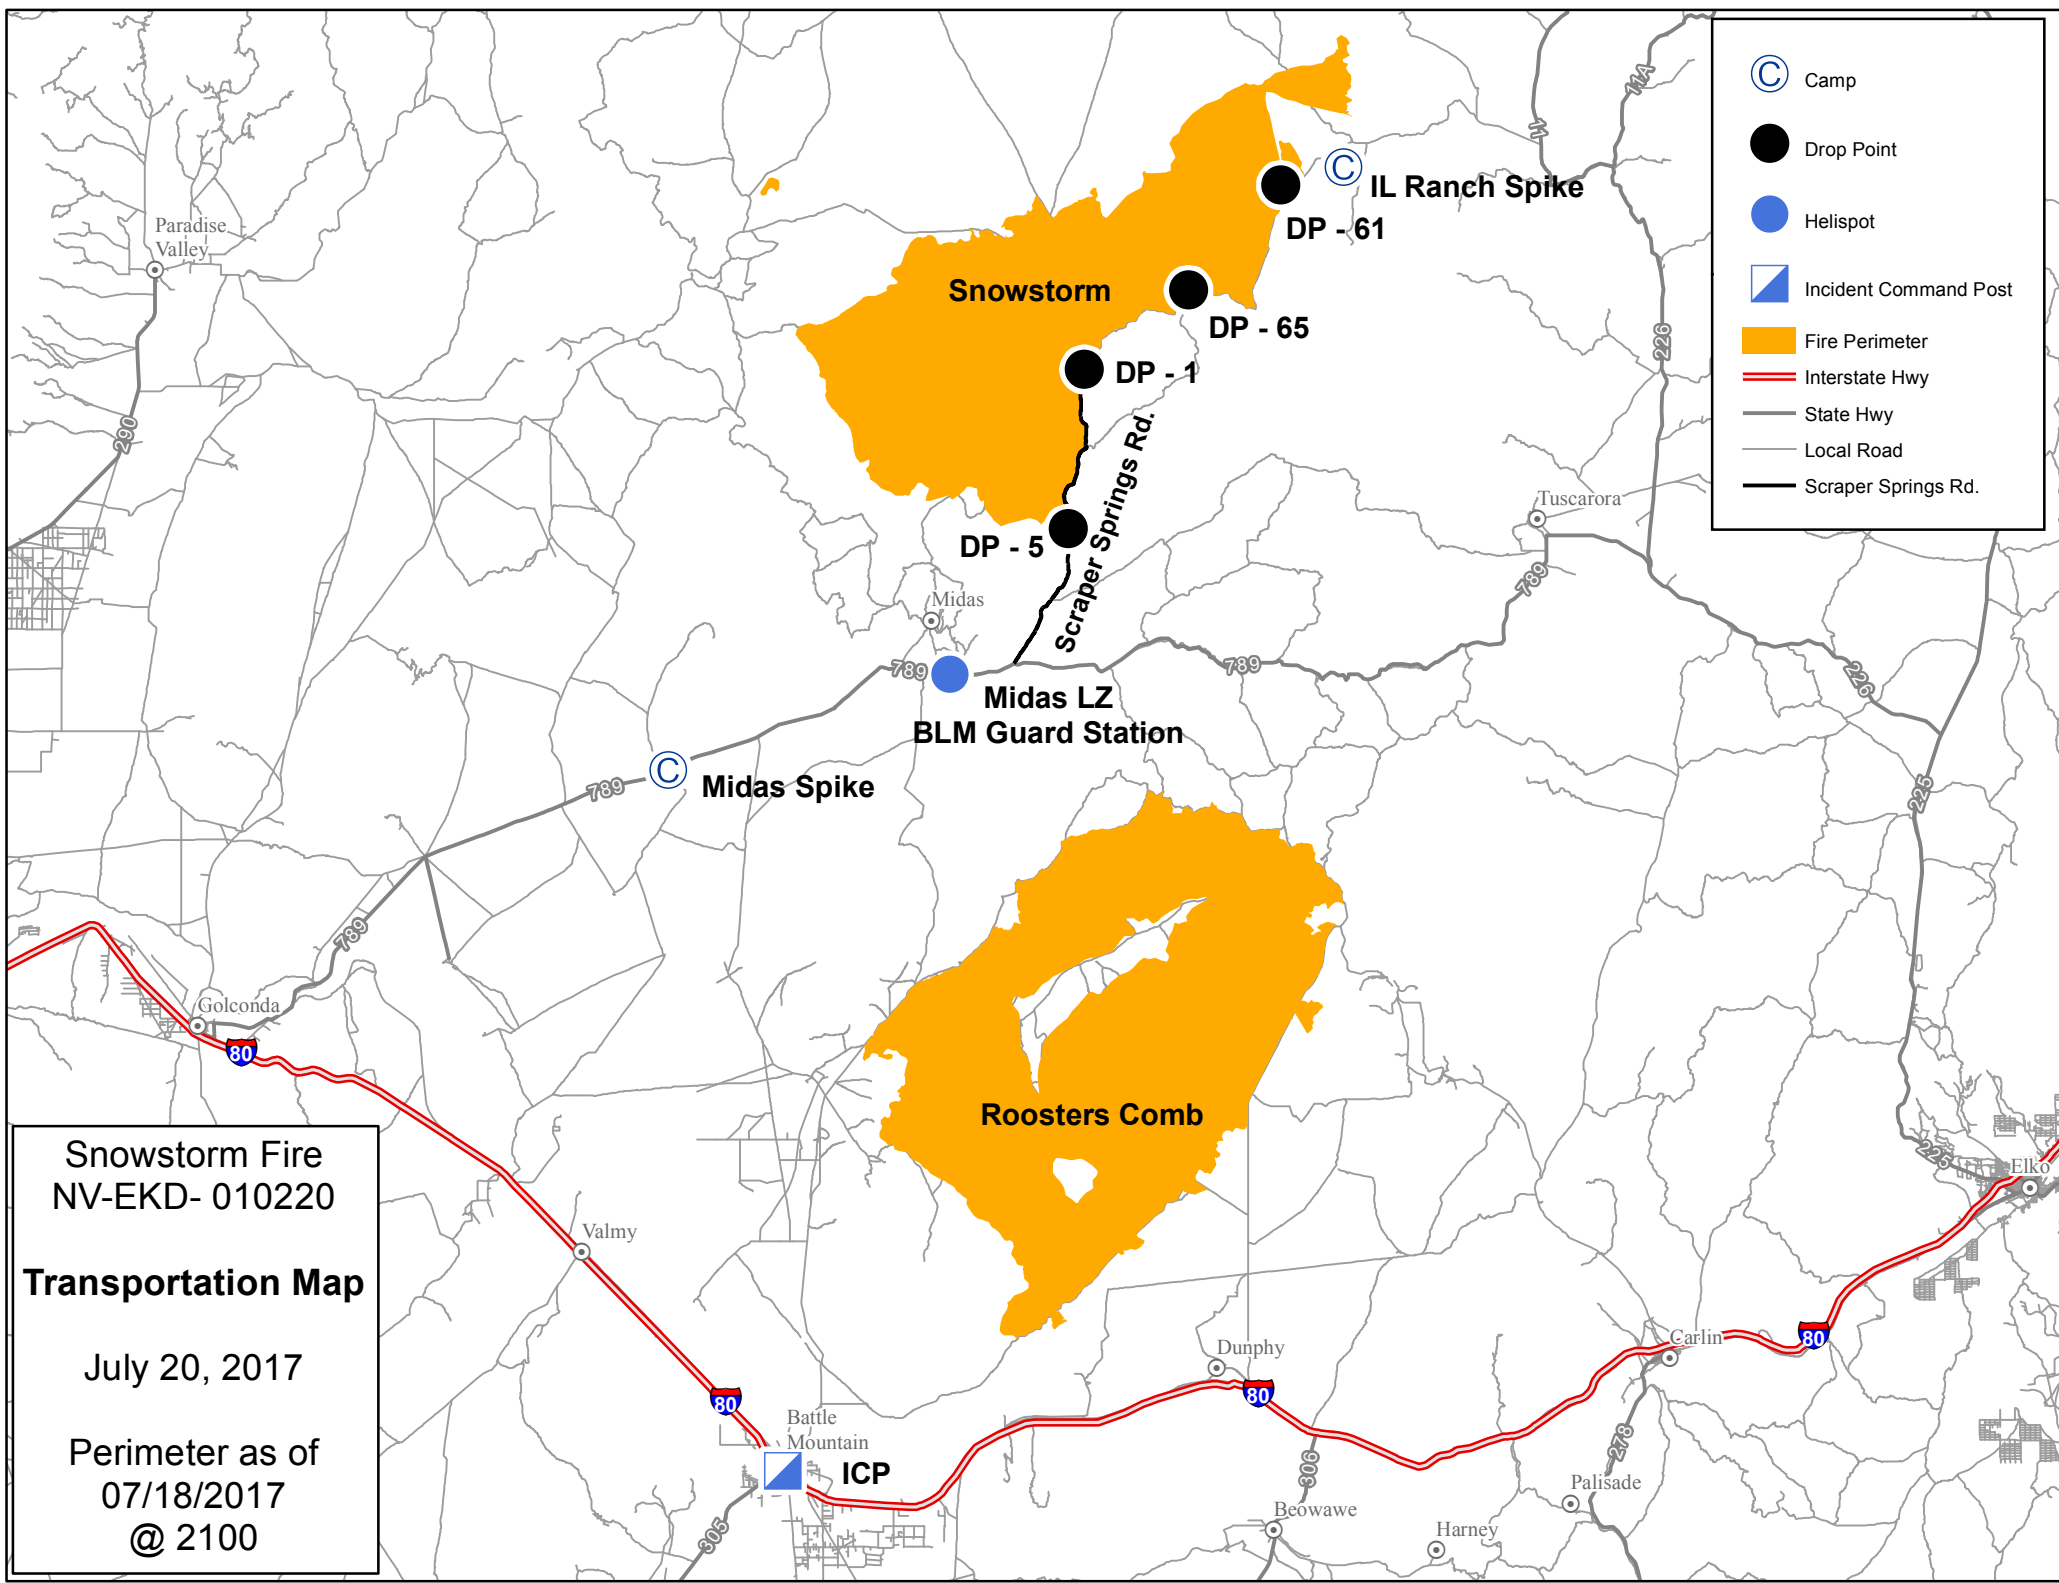 11A
11
Camp
Drop Point
Helispot
Incident Command Post
Fire Perimeter
Interstate Hwy
State Hwy
Local Road
Scraper Springs Rd.
IL Ranch Spike
DP - 61
Paradise
Valley
Snowstorm
DP - 65
226
DP - 1
290
Scraper Springs Rd.
Tuscarora
DP - 5
789
Midas
789
789
Midas LZ
BLM Guard Station
226
Midas Spike
789
225
789
Golconda
80
Roosters Comb
225
Elko
Snowstorm Fire
NV-EKD- 010220
Transportation Map
July 20, 2017
Perimeter as of
07/18/2017
@ 2100
Valmy
80
Carlin
Dunphy
80
80
Battle
Mountain
ICP
278
306
305
Palisade
Beowawe
Harney